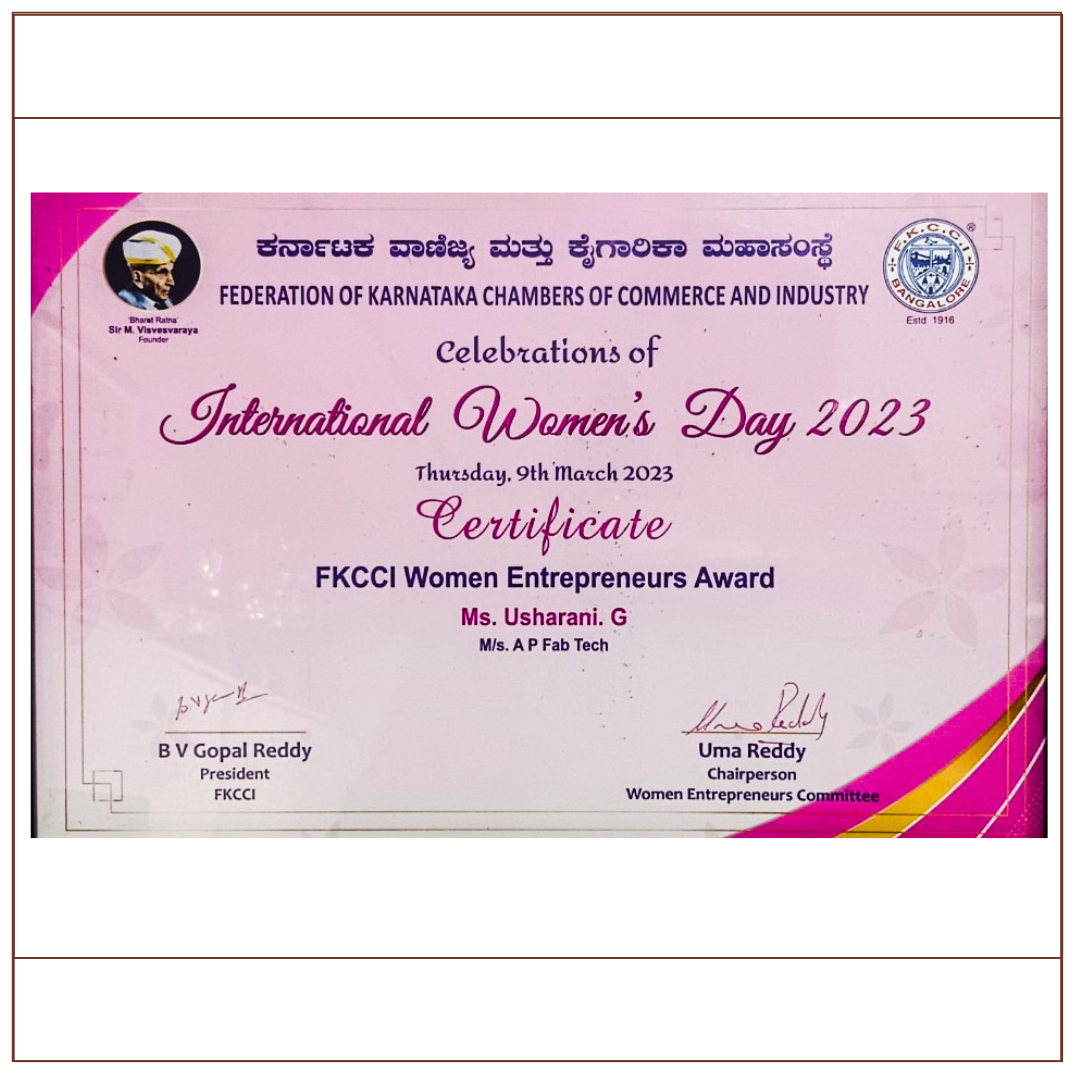 ಕರ್ನಾಟಕ ವಾಣಿಜ್ಯ ಮತ್ತು ಕೈಗಾರಿಕಾ ಮಹಾಸಂಸ್ಥೆ
FEDERATION OF KARNATAKA CHAMBERS OF COMMERCE AND INDUSTRY
'Bharat Ratna'
Sir M. Visvesvaraya
Founder
F.K.C.C.I ®
BANGALORE
Estd. 1916
Celebrations of
International Women's Day 2023
Thursday, 9th March 2023
Certificate
FKCCI Women Entrepreneurs Award
Ms. Usharani. G
M/s. A P Fab Tech
B V Gopal Reddy
President
FKCCI
Uma Reddy
Uma Reddy
Chairperson
Women Entrepreneurs Committee